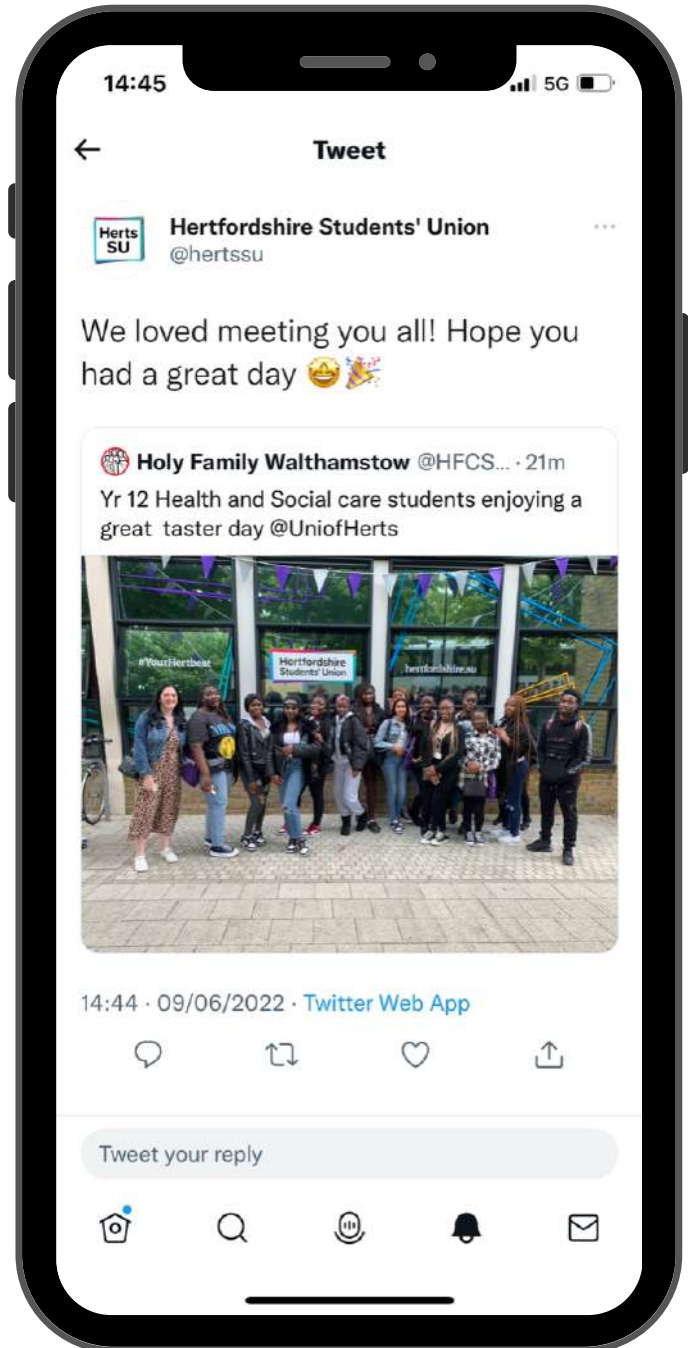 14:45
5G
Tweet
Herts
SU
Hertfordshire Students' Union
@hertssu
We loved meeting you all! Hope you
had a great day 🤩🎉
Holy Family Walthamstow @HFCS... · 21m
Yr 12 Health and Social care students enjoying a
great taster day @UniofHerts
#YourHertbeat
Hertfordshire
Students' Union
hertfordshire.su
14:44 · 09/06/2022 · Twitter Web App
Tweet your reply